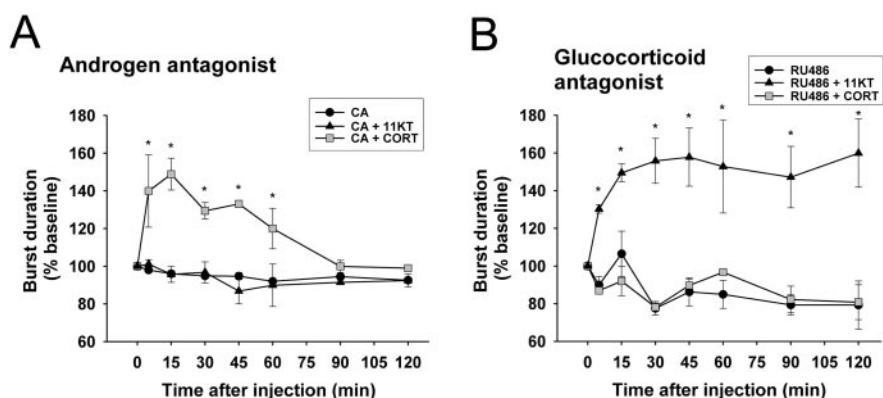 A
Androgen antagonist
CA
CA + 11KT
CA + CORT
180
160
140
120
100
80
60
* * * * *
Burst duration
(% baseline)
0 15 30 45 60 75 90 105 120
Time after injection (min)
B
Glucocorticoid
antagonist
RU486
RU486 + 11KT
RU486 + CORT
180
160
140
120
100
80
60
* * * * * * *
Burst duration
(% baseline)
0 15 30 45 60 75 90 105 120
Time after injection (min)